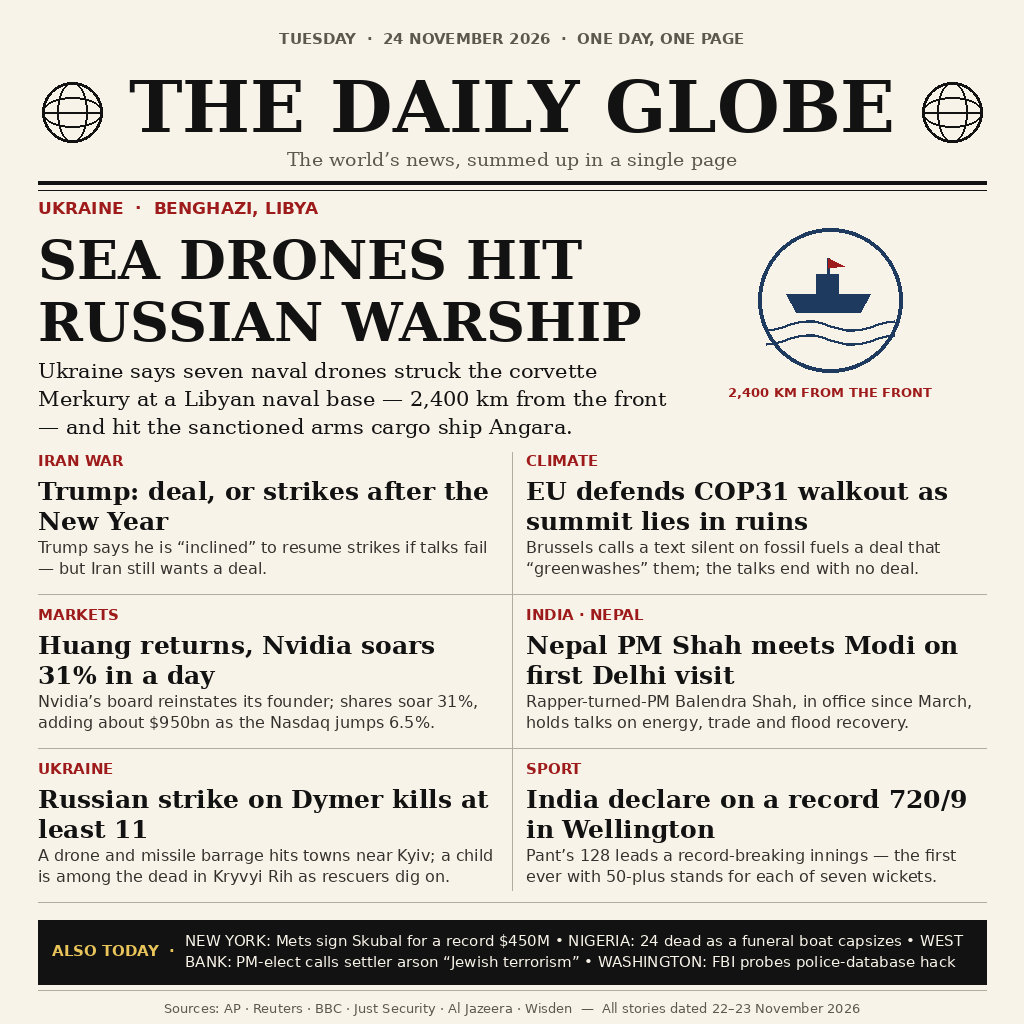 TUESDAY · 24 NOVEMBER 2026 · ONE DAY, ONE PAGE
THE DAILY GLOBE
The world’s news, summed up in a single page
UKRAINE · BENGHAZI, LIBYA
SEA DRONES HIT
RUSSIAN WARSHIP
Ukraine says seven naval drones struck the corvette
Merkury at a Libyan naval base — 2,400 km from the front
— and hit the sanctioned arms cargo ship Angara.
2,400 KM FROM THE FRONT
IRAN WAR
Trump: deal, or strikes after the
New Year
Trump says he is “inclined” to resume strikes if talks fail
— but Iran still wants a deal.
CLIMATE
EU defends COP31 walkout as
summit lies in ruins
Brussels calls a text silent on fossil fuels a deal that
“greenwashes” them; the talks end with no deal.
MARKETS
Huang returns, Nvidia soars
31% in a day
Nvidia’s board reinstates its founder; shares soar 31%,
adding about $950bn as the Nasdaq jumps 6.5%.
INDIA · NEPAL
Nepal PM Shah meets Modi on
first Delhi visit
Rapper-turned-PM Balendra Shah, in office since March,
holds talks on energy, trade and flood recovery.
UKRAINE
Russian strike on Dymer kills at
least 11
A drone and missile barrage hits towns near Kyiv; a child
is among the dead in Kryvyi Rih as rescuers dig on.
SPORT
India declare on a record 720/9
in Wellington
Pant’s 128 leads a record-breaking innings — the first
ever with 50-plus stands for each of seven wickets.
ALSO TODAY ·
NEW YORK: Mets sign Skubal for a record $450M • NIGERIA: 24 dead as a funeral boat capsizes • WEST
BANK: PM-elect calls settler arson “Jewish terrorism” • WASHINGTON: FBI probes police-database hack
Sources: AP · Reuters · BBC · Just Security · Al Jazeera · Wisden — All stories dated 22–23 November 2026